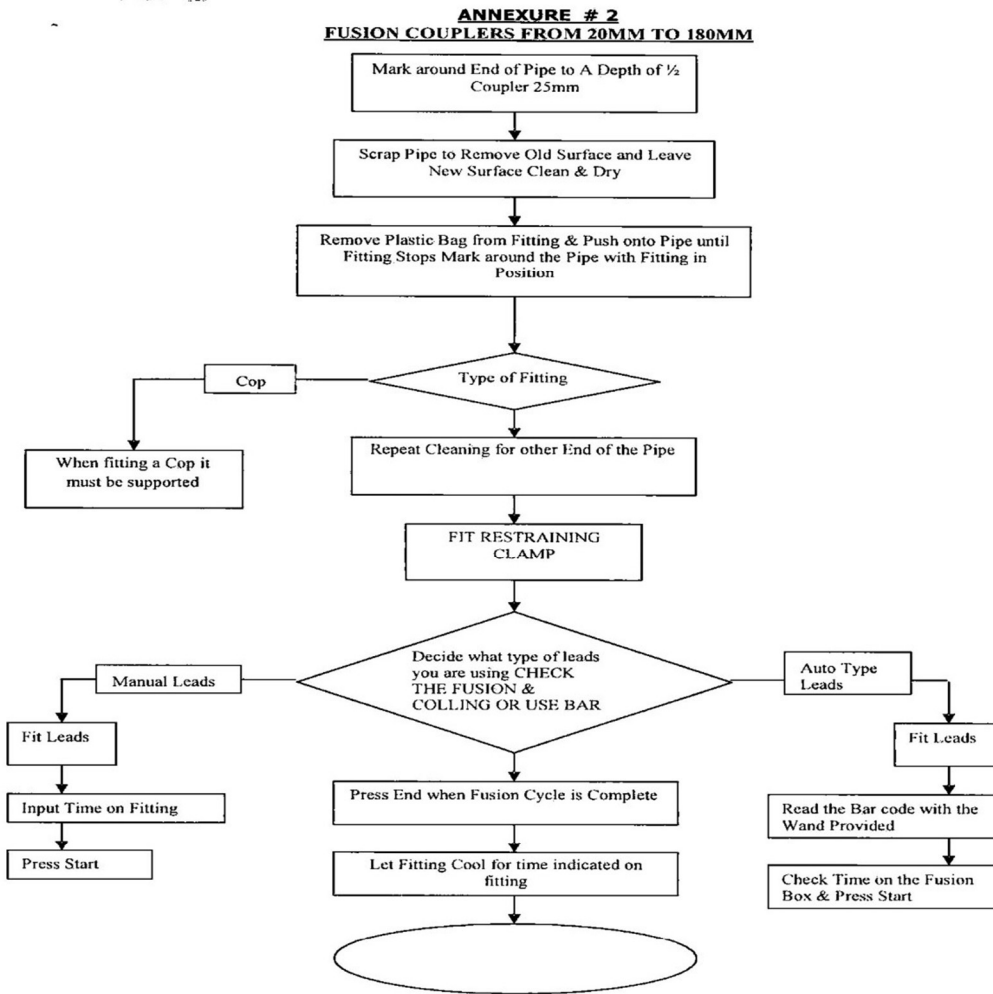 ANNEXURE # 2
FUSION COUPLERS FROM 20MM TO 180MM
Mark around End of Pipe to A Depth of ½
Coupler 25mm
Scrap Pipe to Remove Old Surface and Leave
New Surface Clean & Dry
Remove Plastic Bag from Fitting & Push onto Pipe until
Fitting Stops Mark around the Pipe with Fitting in
Position
Type of Fitting
Cop
When fitting a Cop it
must be supported
Repeat Cleaning for other End of the Pipe
FIT RESTRAINING
CLAMP
Decide what type of leads
you are using CHECK
THE FUSION &
COLLING OR USE BAR
Manual Leads
Fit Leads
Input Time on Fitting
Press Start
Auto Type
Leads
Fit Leads
Read the Bar code with the
Wand Provided
Check Time on the Fusion
Box & Press Start
Press End when Fusion Cycle is Complete
Let Fitting Cool for time indicated on
fitting